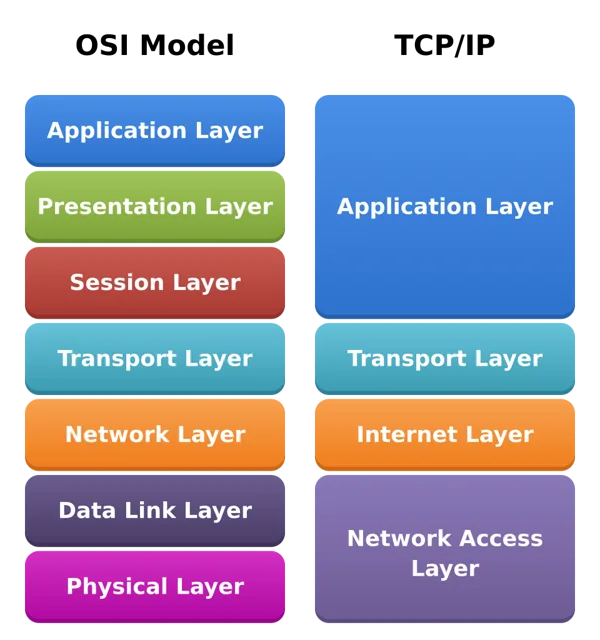 OSI Model
TCP/IP
Application Layer
Presentation Layer
Session Layer
Transport Layer
Network Layer
Data Link Layer
Physical Layer
Application Layer
Transport Layer
Internet Layer
Network Access
Layer